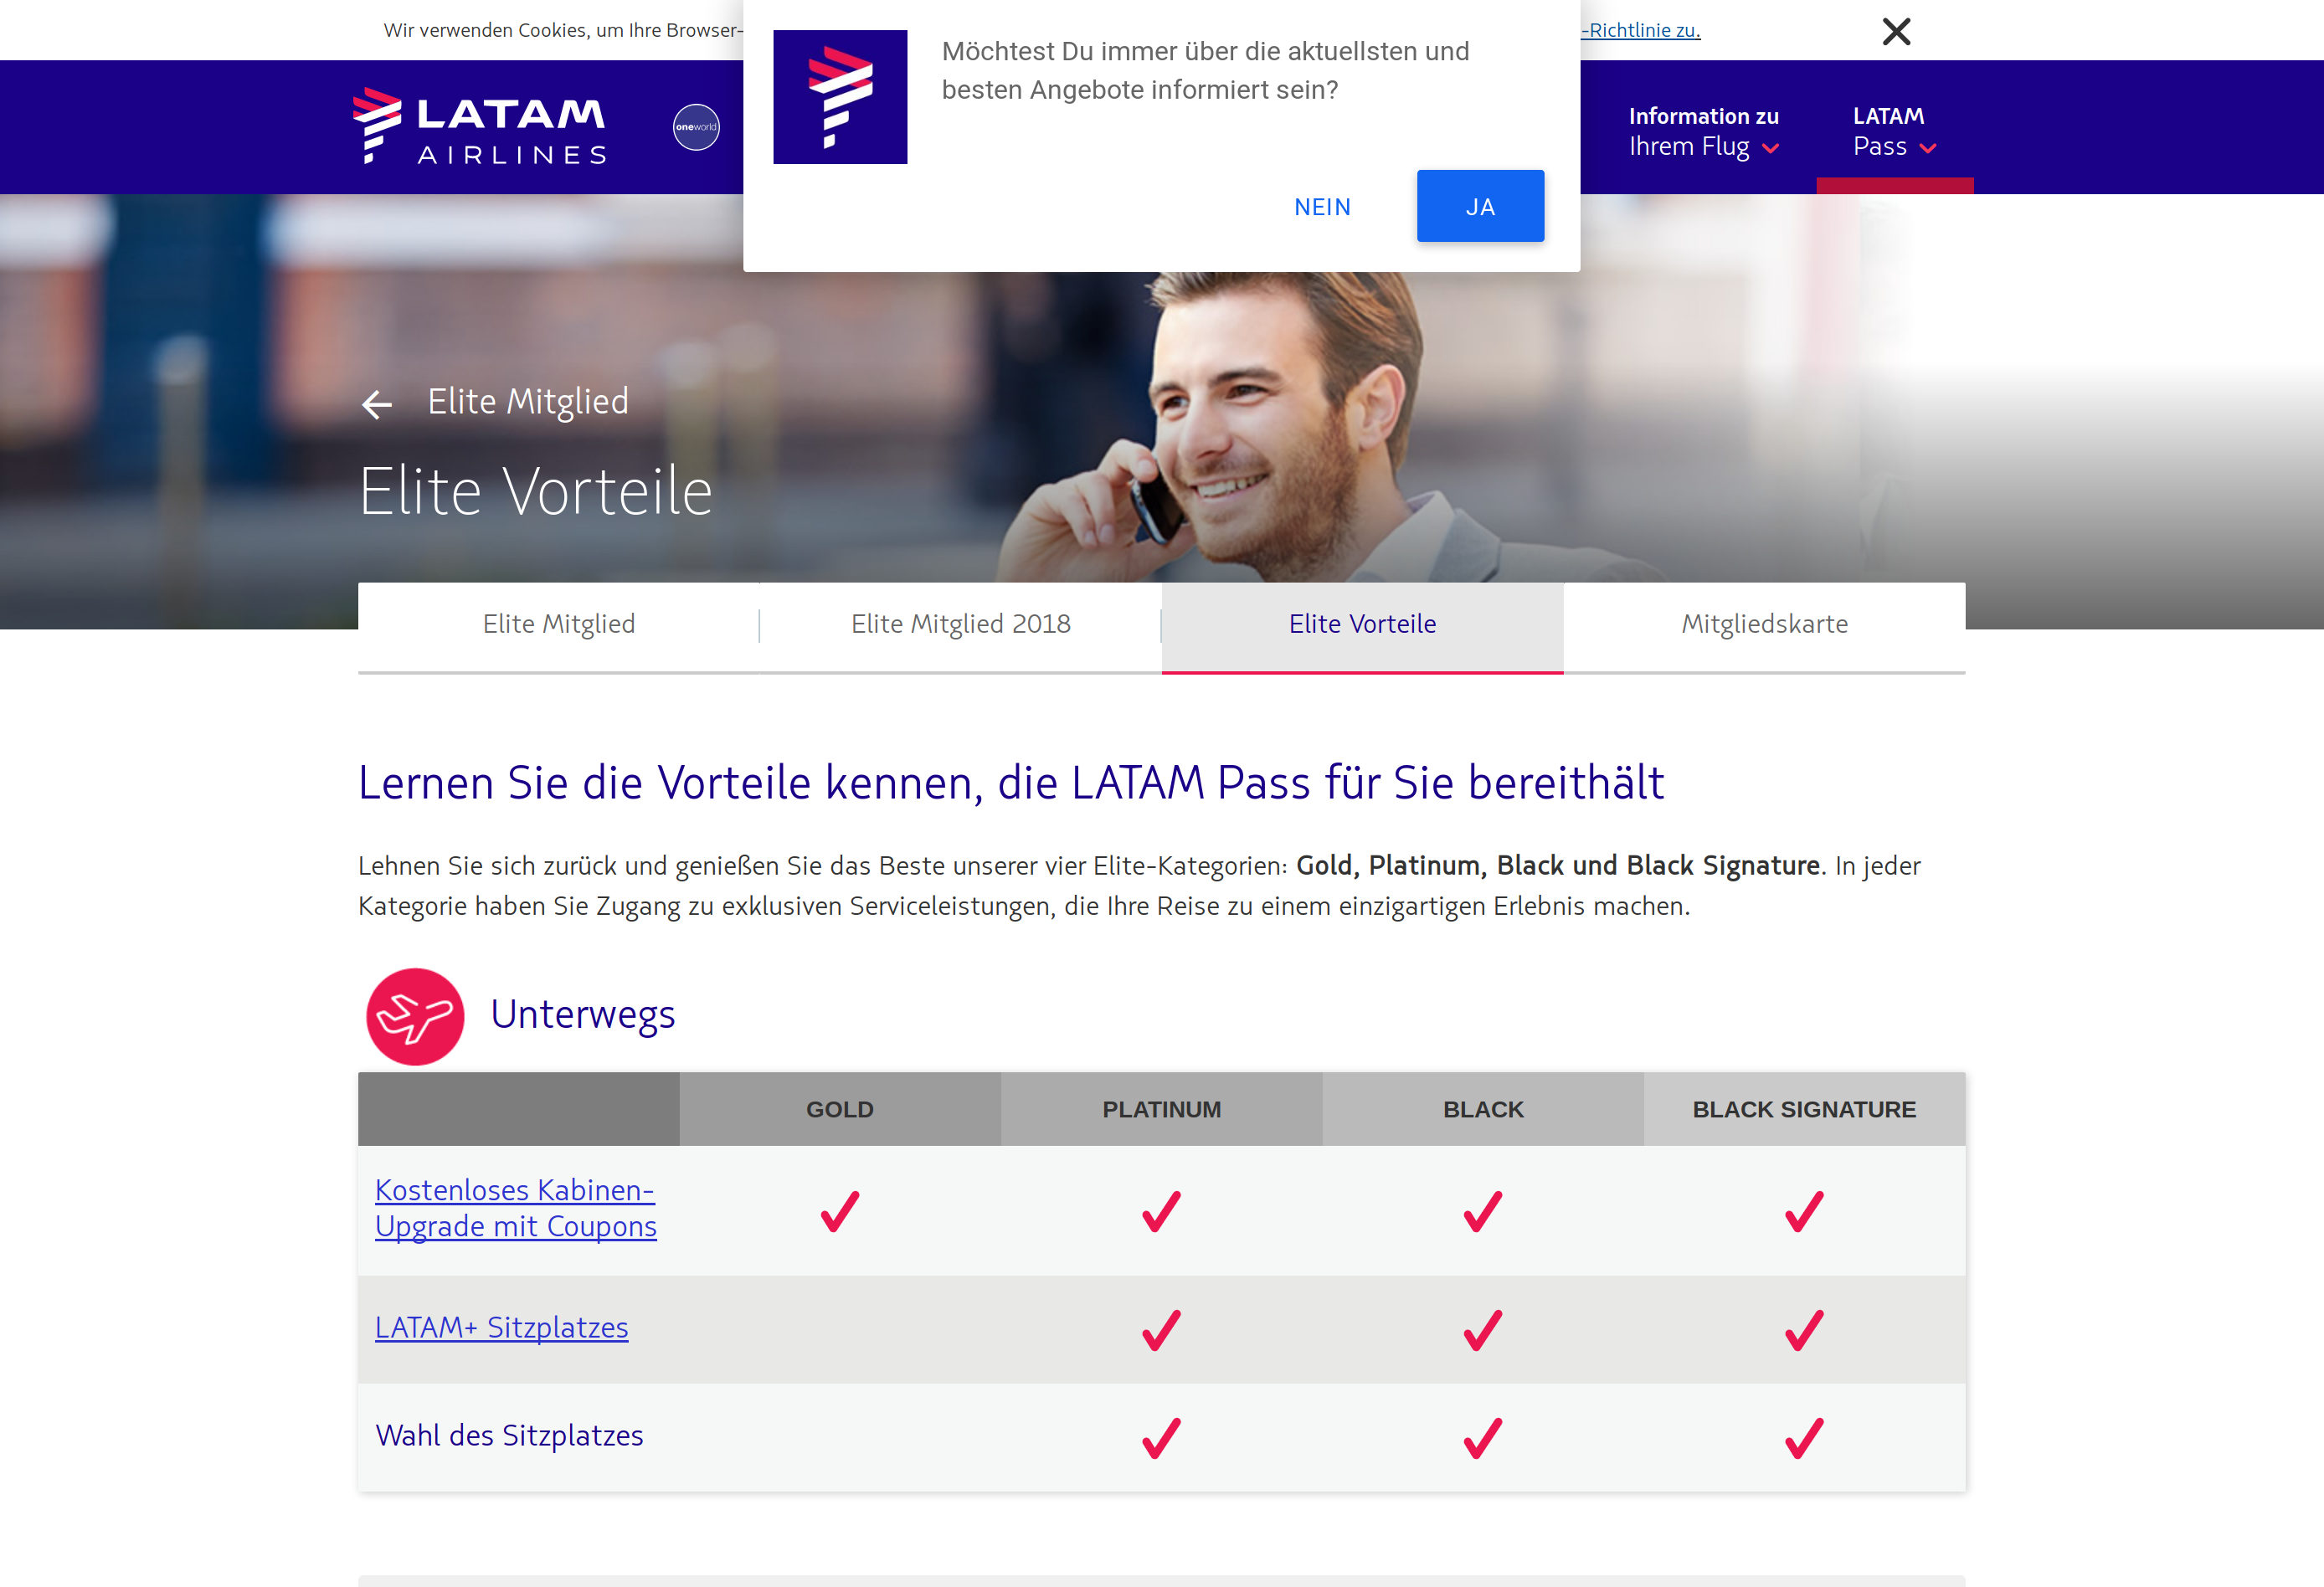 Wir verwenden Cookies, um Ihre Browser-
-Richtlinie zu.
Möchtest Du immer über die aktuellsten und
besten Angebote informiert sein?
NEIN
JA
LATAM
AIRLINES
oneworld
Information zu
Ihrem Flug
LATAM
Pass
Elite Mitglied
Elite Vorteile
Elite Mitglied
Elite Mitglied 2018
Elite Vorteile
Mitgliedskarte
Lernen Sie die Vorteile kennen, die LATAM Pass für Sie bereithält
Lehnen Sie sich zurück und genießen Sie das Beste unserer vier Elite-Kategorien: Gold, Platinum, Black und Black Signature. In jeder
Kategorie haben Sie Zugang zu exklusiven Serviceleistungen, die Ihre Reise zu einem einzigartigen Erlebnis machen.
Unterwegs
GOLD
PLATINUM
BLACK
BLACK SIGNATURE
Kostenloses Kabinen-
Upgrade mit Coupons
LATAM+ Sitzplatzes
Wahl des Sitzplatzes